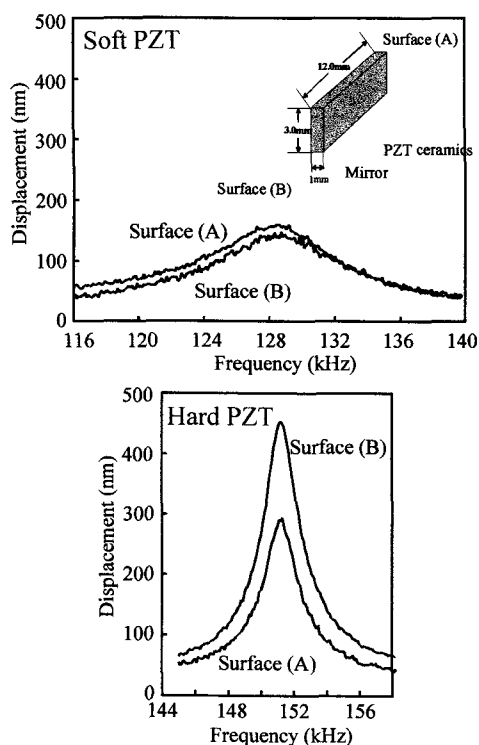 500
Soft PZT
Surface (A)
12.0mm
400
300
3.0mm
PZT ceramics
1mm
Mirror
200
Surface (B)
Surface (A)
100
Surface (B)
0
116 120 124 128 132 136 140
Displacement (nm)
Frequency (kHz)
500
Hard PZT
400
Surface (B)
300
200
100
Surface (A)
0
144 148 152 156
Displacement (nm)
Frequency (kHz)